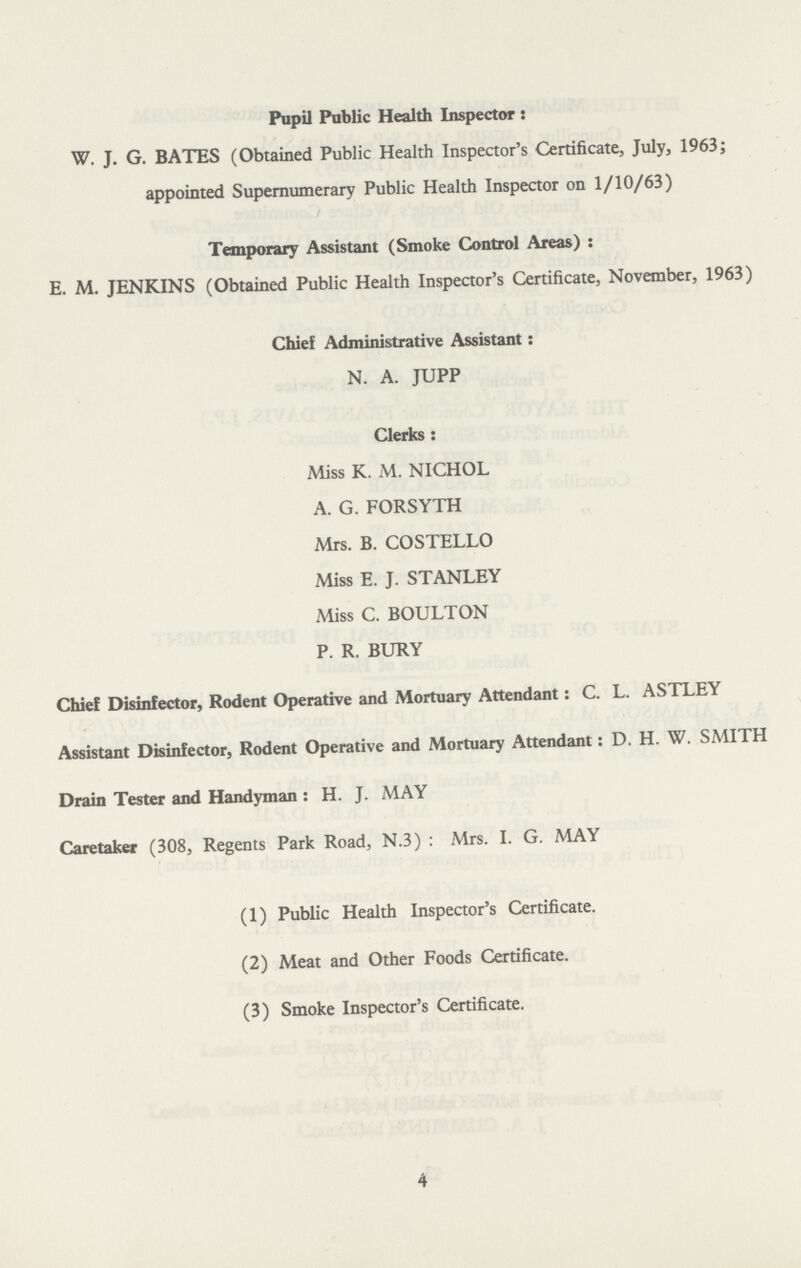 Pupil Public Health Inspector :
W. J. G. BATES (Obtained Public Health Inspector's Certificate, July, 1963;
appointed Supernumerary Public Health Inspector on 1/10/63)
Temporary Assistant (Smoke Control Areas) :
E. M. JENKINS (Obtained Public Health Inspector's Certificate, November, 1963)
Chief Administrative Assistant :
N. A. JUPP
Clerks :
Miss K. M. NICHOL
A. G. FORSYTH
Mrs. B. COSTELLO
Miss E. J. STANLEY
Miss C. BOULTON
P. R. BURY
Chief Disinfector, Rodent Operative and Mortuary Attendant : C. L. ASTLEY
Assistant Disinfector, Rodent Operative and Mortuary Attendant : D. H. W. SMITH
Drain Tester and Handyman : H. J. MAY
Caretaker (308, Regents Park Road, N.3) : Mrs. I. G. MAY
(1) Public Health Inspector's Certificate.
(2) Meat and Other Foods Certificate.
(3) Smoke Inspector's Certificate.
4